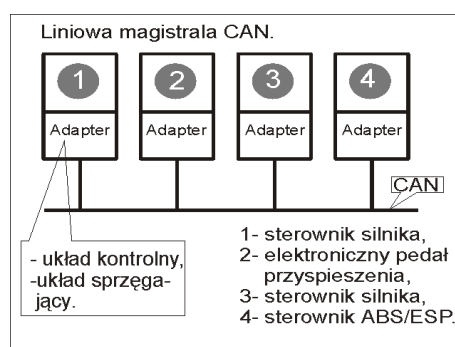 Liniowa magistrala CAN.
1 2 3 4
Adapter Adapter Adapter Adapter
CAN
- układ kontrolny,
-układ sprzęga-
jący.
1- sterownik silnika,
2- elektroniczny pedał
przyspieszenia,
3- sterownik silnika,
4- sterownik ABS/ESP.